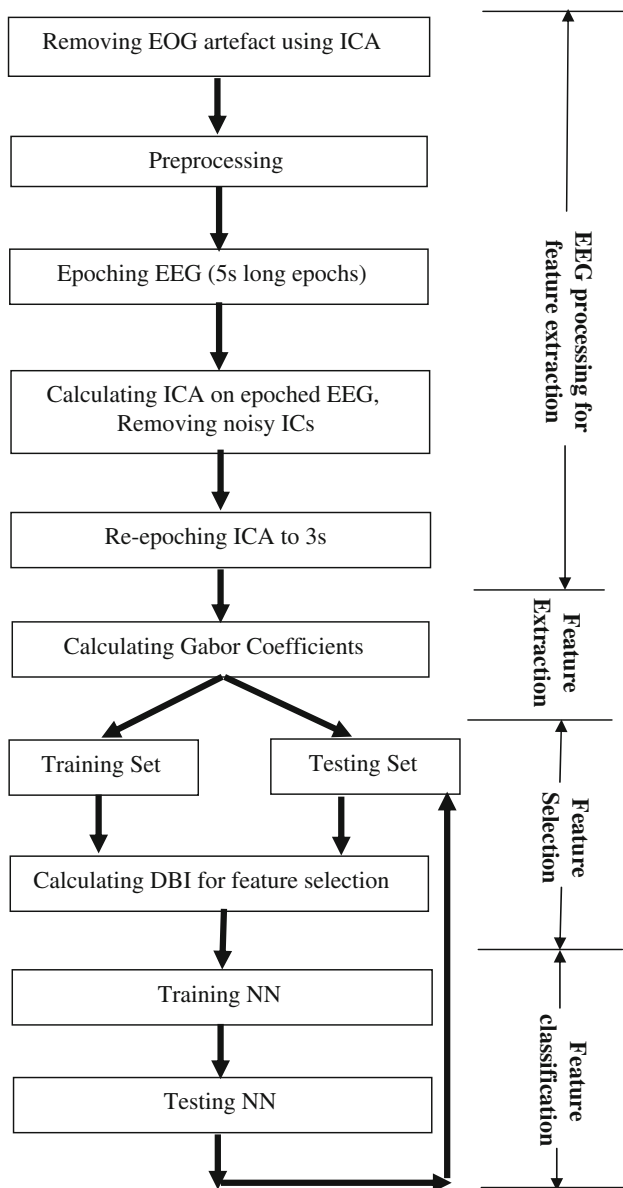 Removing EOG artefact using ICA
Preprocessing
Epoching EEG (5s long epochs)
Calculating ICA on epoched EEG,
Removing noisy ICs
Re-epoching ICA to 3s
Calculating Gabor Coefficients
Training Set
Testing Set
Calculating DBI for feature selection
Training NN
Testing NN
EEG processing for
feature extraction
Feature
Extraction
Feature
Selection
Feature
classification